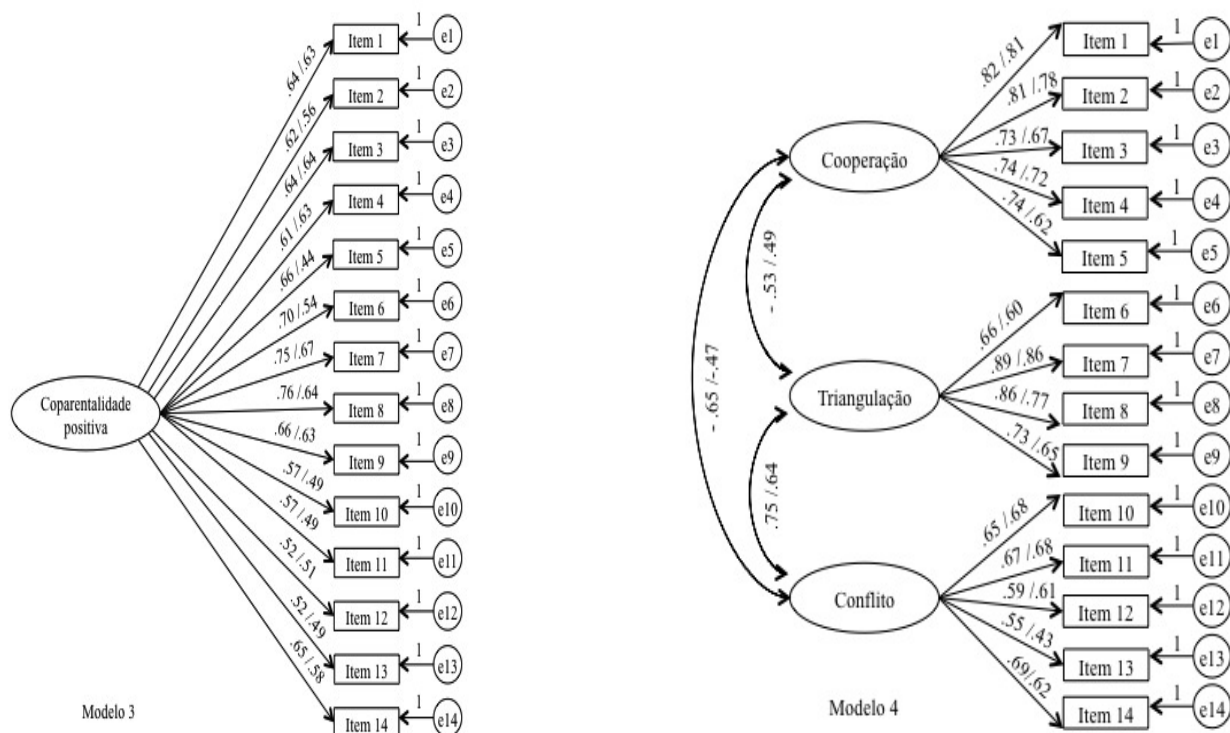 .64 /.63
Item 1
1
e1
.62 /.56
Item 2
1
e2
.64 /.64
Item 3
1
e3
.61 /.63
Item 4
1
e4
.66 /.44
Item 5
1
e5
.70 /.54
Item 6
1
e6
.75 /.67
Item 7
1
e7
.76 /.64
Item 8
1
e8
.66 /.63
Item 9
1
e9
.57 /.49
Item 10
1
e10
.57 /.49
Item 11
1
e11
.52 /.51
Item 12
1
e12
.52 /.49
Item 13
1
e13
.65 /.58
Item 14
1
e14
Coparentalidade
positiva
Modelo 3
Cooperação
.82 /.81
Item 1
1
e1
.81 /.78
Item 2
1
e2
.73 /.67
Item 3
1
e3
.74 /.72
Item 4
1
e4
.74 /.62
Item 5
1
e5
- .53 /.49
- .65 /-.47
Triangulação
.66 /.60
Item 6
1
e6
.89 /.86
Item 7
1
e7
.86 /.77
Item 8
1
e8
.73 /.65
Item 9
1
e9
.75 /.64
Conflito
.65 /.68
Item 10
1
e10
.67 /.68
Item 11
1
e11
.59 /.61
Item 12
1
e12
.55 /.43
Item 13
1
e13
.69/.62
Item 14
1
e14
Modelo 4